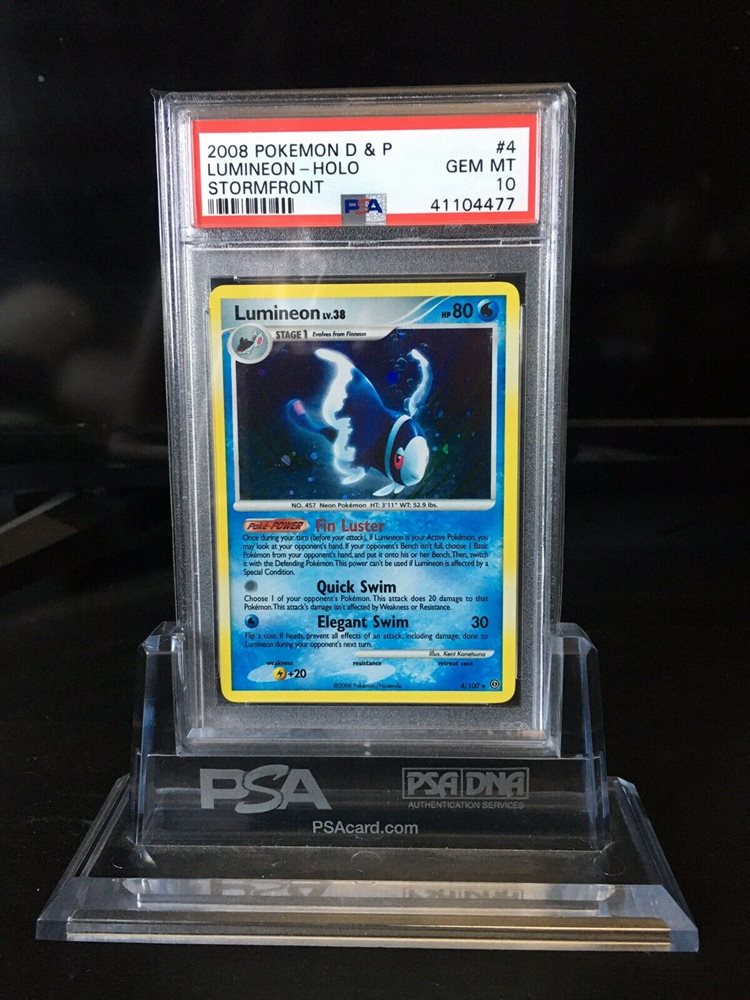 2008 POKEMON D & P #4
LUMINEON - HOLO GEM MT
STORMFRONT 10
PSA 41104477
Lumineon LV.38 HP 80
STAGE 1 Evolves from Finneon
NO. 457 Neon Pokémon HT: 3'11" WT: 52.9 lbs.
Poké-POWER Fin Luster
Once during your turn (before your attack), if Lumineon is your Active Pokémon, you
may look at your opponent's hand. If your opponent's Bench isn't full, choose 1 Basic
Pokémon from your opponent's hand, and put it onto his or her Bench. Then, switch
it with the Defending Pokémon. This power can't be used if Lumineon is affected by a
Special Condition.
Quick Swim
Choose 1 of your opponent's Pokémon. This attack does 20 damage to that
Pokémon. This attack's damage isn't affected by Weakness or Resistance.
Elegant Swim 30
Flip a coin. If heads, prevent all effects of an attack, including damage, done to
Lumineon during your opponent's next turn.
Illus. Kent Kanetsuna
weakness resistance retreat cost
+20
©2008 Pokémon/Nintendo 4/100
PSA PSA DNA
AUTHENTICATION SERVICES
PSAcard.com